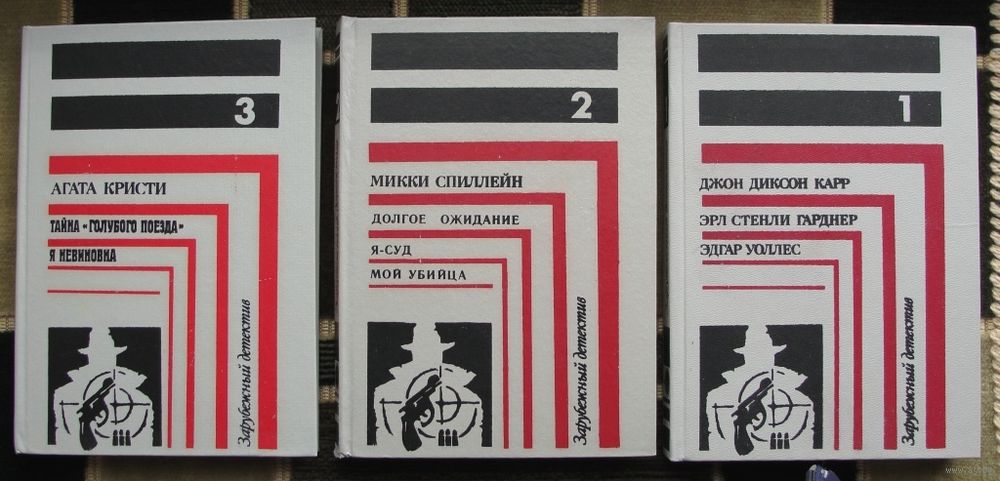 3
АГАТА КРИСТИ
ТАЙНА «ГОЛУБОГО ПОЕЗДА»
Я НЕВИНОВНА
Зарубежный детектив
2
МИККИ СПИЛЛЕЙН
ДОЛГОЕ ОЖИДАНИЕ
Я-СУД
МОЙ УБИЙЦА
Зарубежный детектив
1
ДЖОН ДИКСОН КАРР
ЭРЛ СТЕНЛИ ГАРДНЕР
ЭДГАР УОЛЛЕС
Зарубежный детектив